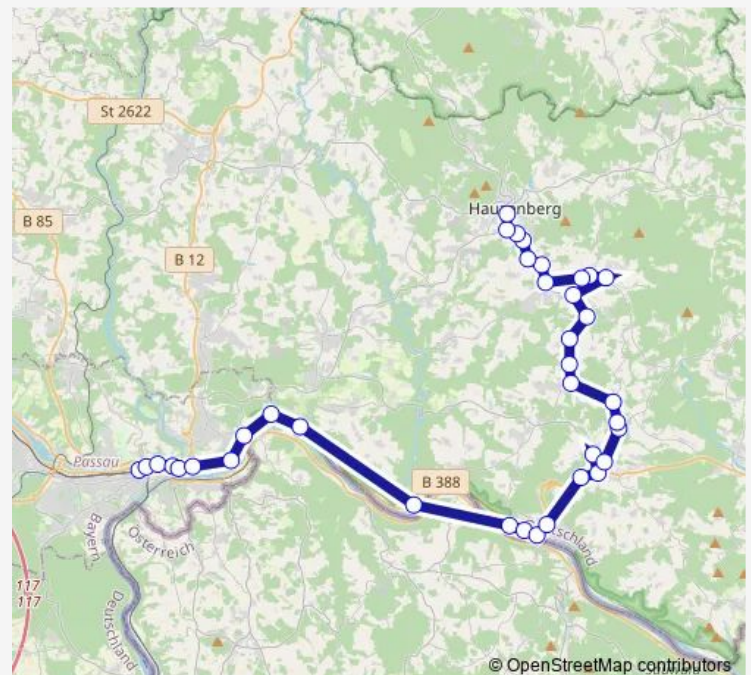 St 2622
Hauzenberg
B 85
B 12
B 388
Passau
Bayern
Österreich
Deutschland
Deutschland
117
117
© OpenStreetMap contributors